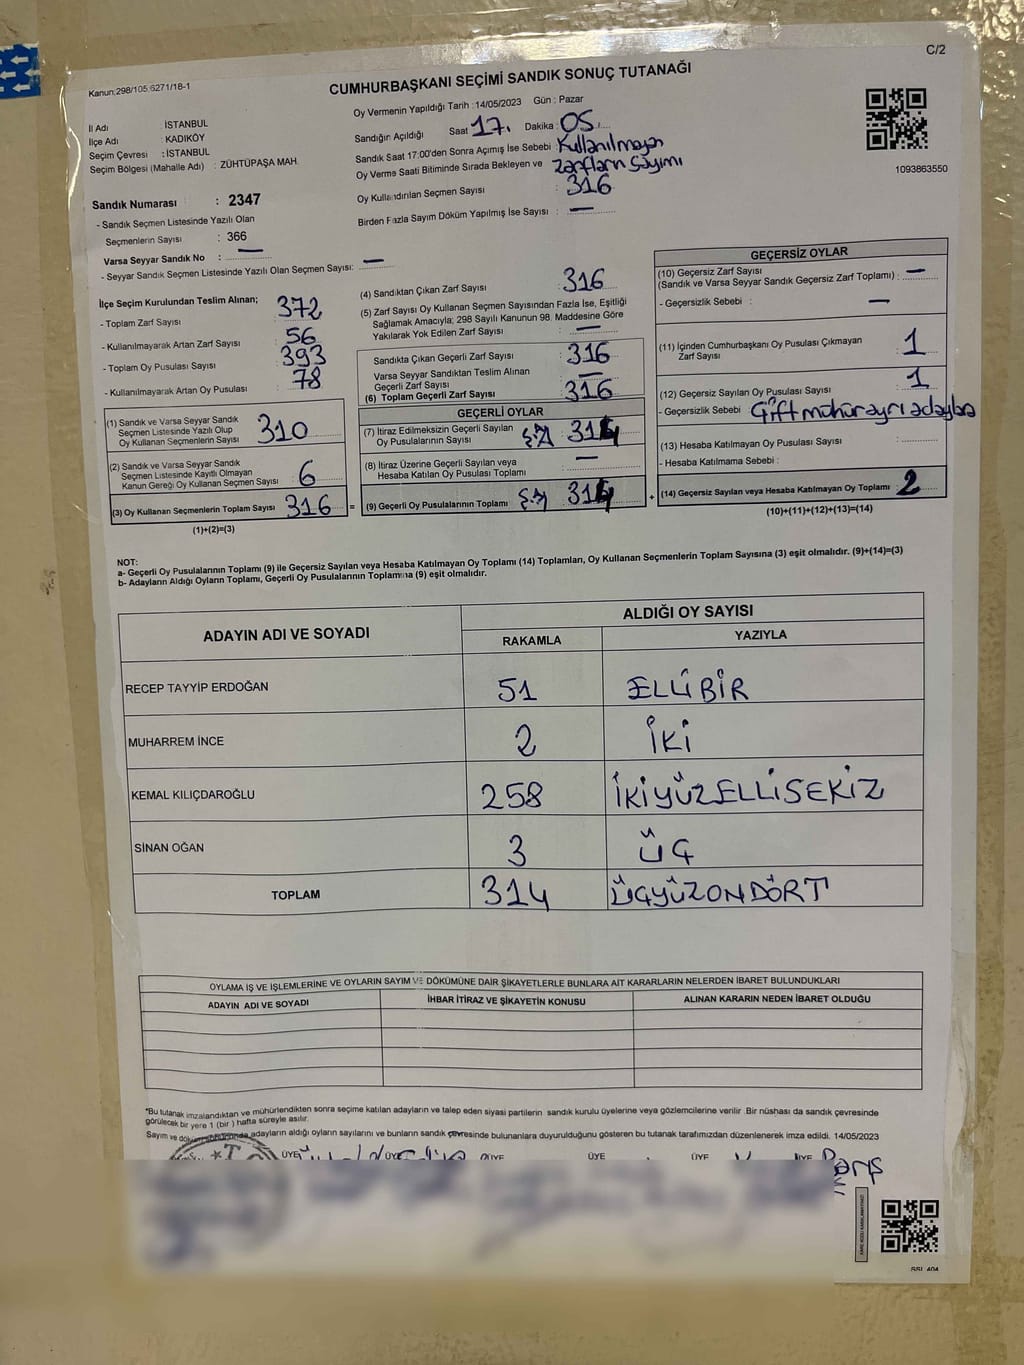 C/2
Kanun:298/105,6271/18-1
CUMHURBAŞKANI SEÇİMİ SANDIK SONUÇ TUTANAĞI
İl Adı İSTANBUL
İlçe Adı : KADIKÖY
Seçim Çevresi : İSTANBUL
Seçim Bölgesi (Mahalle Adı) : ZÜHTÜPAŞA MAH.
Oy Vermenin Yapıldığı Tarih : 14/05/2023 Gün : Pazar
Sandığın Açıldığı Saat 17. Dakika : 05
Sandık Saat 17:00'den Sonra Açımış İse Sebebi : Kullanılmayan
zarfların sayımı
Oy Verme Saati Bitiminde Sırada Bekleyen ve
Oy Kullandırılan Seçmen Sayısı : 316
Birden Fazla Sayım Döküm Yapılmış İse Sayısı : —
1093863550
Sandık Numarası : 2347
- Sandık Seçmen Listesinde Yazılı Olan
Seçmenlerin Sayısı : 366
Varsa Seyyar Sandık No : —
- Seyyar Sandık Seçmen Listesinde Yazılı Olan Seçmen Sayısı: —
İlçe Seçim Kurulundan Teslim Alınan;
- Toplam Zarf Sayısı : 372
- Kullanılmayarak Artan Zarf Sayısı : 56
- Toplam Oy Pusulası Sayısı : 393
- Kullanılmayarak Artan Oy Pusulası : 78
(1) Sandık ve Varsa Seyyar Sandık
Seçmen Listesinde Yazılı Olup
Oy Kullanan Seçmenlerin Sayısı : 310
(2) Sandık ve Varsa Seyyar Sandık
Seçmen Listesinde Kayıtlı Olmayan
Kanun Gereği Oy Kullanan Seçmen Sayısı : 6
(3) Oy Kullanan Seçmenlerin Toplam Sayısı : 316
(1)+(2)=(3)
(4) Sandıktan Çıkan Zarf Sayısı : 316
(5) Zarf Sayısı Oy Kullanan Seçmen Sayısından Fazla İse, Eşitliği
Sağlamak Amacıyla; 298 Sayılı Kanunun 98. Maddesine Göre
Yakılarak Yok Edilen Zarf Sayısı : —
Sandıkta Çıkan Geçerli Zarf Sayısı : 316
Varsa Seyyar Sandıktan Teslim Alınan
Geçerli Zarf Sayısı : —
(6) Toplam Geçerli Zarf Sayısı : 316
GEÇERLİ OYLAR
(7) İtiraz Edilmeksizin Geçerli Sayılan
Oy Pusulalarının Sayısı : 314
(8) İtiraz Üzerine Geçerli Sayılan veya
Hesaba Katılan Oy Pusulası Toplamı : —
= (9) Geçerli Oy Pusulalarının Toplamı : 314
GEÇERSİZ OYLAR
(10) Geçersiz Zarf Sayısı
(Sandık ve Varsa Seyyar Sandık Geçersiz Zarf Toplamı) : —
- Geçersizlik Sebebi : —
(11) İçinden Cumhurbaşkanı Oy Pusulası Çıkmayan
Zarf Sayısı : 1
(12) Geçersiz Sayılan Oy Pusulası Sayısı : 1
- Geçersizlik Sebebi : Çift mühür ayrı adayba
(13) Hesaba Katılmayan Oy Pusulası Sayısı :
- Hesaba Katılmama Sebebi :
+ (14) Geçersiz Sayılan veya Hesaba Katılmayan Oy Toplamı : 2
(10)+(11)+(12)+(13)=(14)
NOT:
a- Geçerli Oy Pusulalarının Toplamı (9) ile Geçersiz Sayılan veya Hesaba Katılmayan Oy Toplamı (14) Toplamları, Oy Kullanan Seçmenlerin Toplam Sayısına (3) eşit olmalıdır. (9)+(14)=(3)
b- Adayların Aldığı Oyların Toplamı, Geçerli Oy Pusulalarının Toplamına (9) eşit olmalıdır.
ADAYIN ADI VE SOYADI
ALDIĞI OY SAYISI
RAKAMLA YAZIYLA
RECEP TAYYİP ERDOĞAN 51 ELLİBİR
MUHARREM İNCE 2 İKİ
KEMAL KILIÇDAROĞLU 258 İKİYÜZELLİSEKİZ
SİNAN OĞAN 3 ÜÇ
TOPLAM 314 ÜÇYÜZONDÖRT
OYLAMA İŞ VE İŞLEMLERİNE VE OYLARIN SAYIM VE DÖKÜMÜNE DAİR ŞİKAYETLERLE BUNLARA AİT KARARLARIN NELERDEN İBARET BULUNDUKLARI
ADAYIN ADI VE SOYADI İHBAR İTİRAZ VE ŞİKAYETİN KONUSU ALINAN KARARIN NEDEN İBARET OLDUĞU
*Bu tutanak imzalandıktan ve mühürlendikten sonra seçime katılan adayların ve talep eden siyasi partilerin sandık kurulu üyelerine veya gözlemcilerine verilir. Bir nüshası da sandık çevresinde
görülecek bir yere 1 (bir) hafta süreyle asılır.
Sayım ve dökümü adayların aldığı oyların sayılarını ve bunların sandık çevresinde bulunanlara duyurulduğunu gösteren bu tutanak tarafımızdan düzenlenerek imza edildi. 14/05/2023
ÜYE ÜYE ÜYE ÜYE ÜYE ÜYE
Barış